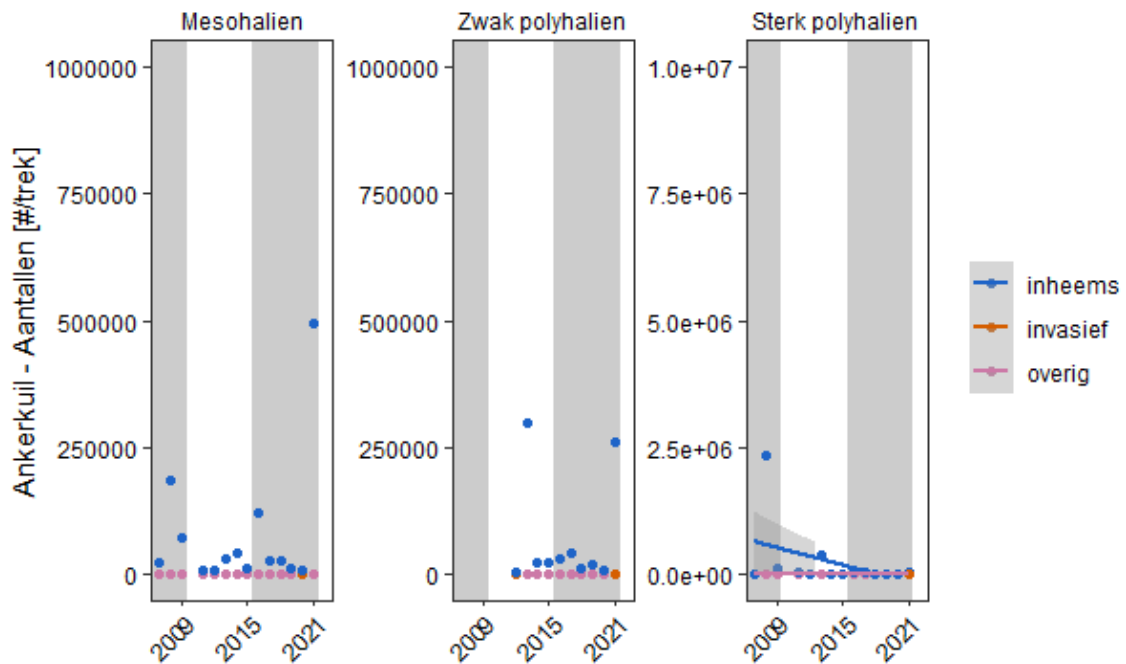 Mesohalien
Zwak polyhalien
Sterk polyhalien
Ankerkuil - Aantallen [#/trek]
1000000
750000
500000
250000
0
2009
2015
2021
1000000
750000
500000
250000
0
2009
2015
2021
1.0e+07
7.5e+06
5.0e+06
2.5e+06
0.0e+00
2009
2015
2021
inheems
invasief
overig